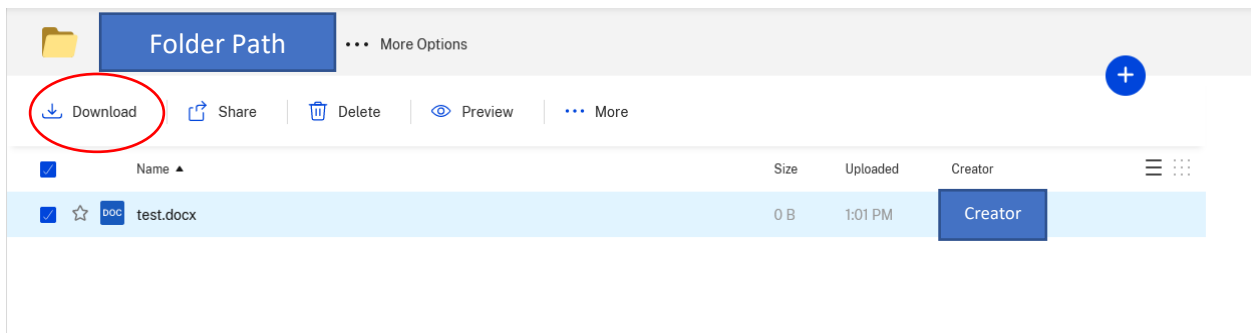 Folder Path
More Options
Download Share Delete Preview More
Name Size Uploaded Creator
DOC test.docx 0 B 1:01 PM Creator